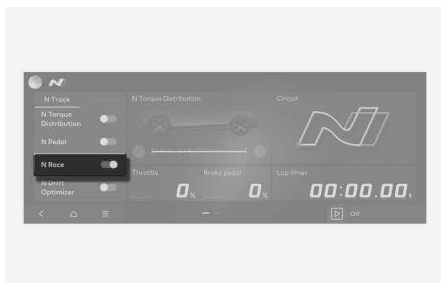 N
N Track
N Torque Distribution
Circuit
N Torque
Distribution
N Pedal
N Race
N Drift
Optimizer
Throttle
Brake pedal
Lap timer
0 %
0 %
00:00.00 s
Off